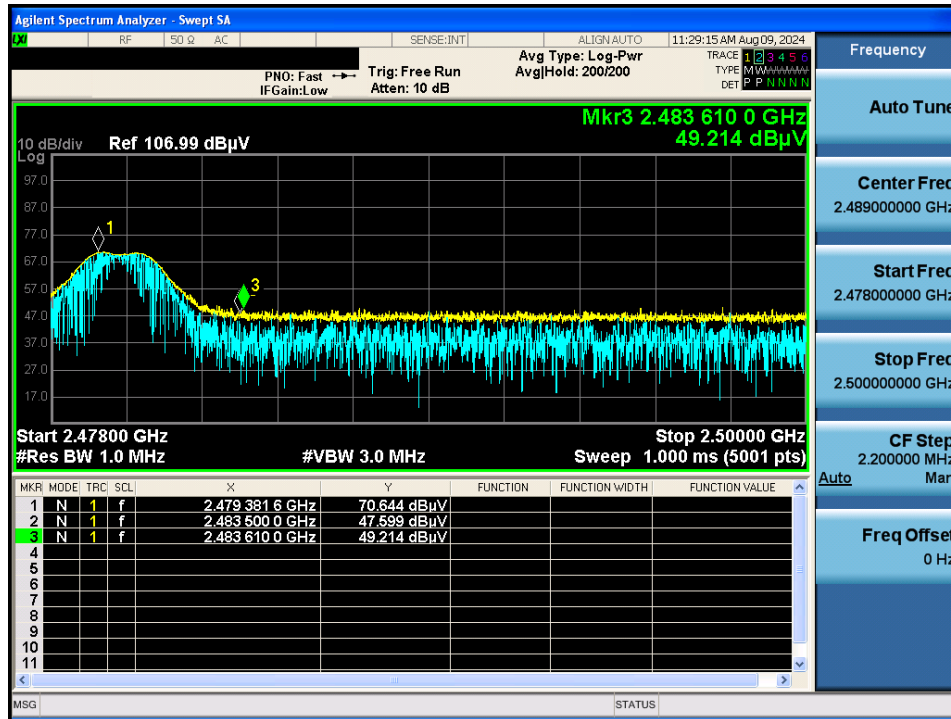 Agilent Spectrum Analyzer - Swept SA
LXI RF 50 Ω AC SENSE:INT ALIGN AUTO 11:29:15 AM Aug 09, 2024
Frequency
PNO: Fast Trig: Free Run Avg Type: Log-Pwr TRACE 1 2 3 4 5 6
IFGain:Low Atten: 10 dB Avg|Hold: 200/200 TYPE M
DET P P N N N N
Auto Tune
Mkr3 2.483 610 0 GHz
49.214 dBµV
10 dB/div Ref 106.99 dBµV
Log
97.0
87.0
77.0
67.0
57.0
47.0
37.0
27.0
17.0
1
3
Start 2.47800 GHz Stop 2.50000 GHz
#Res BW 1.0 MHz #VBW 3.0 MHz Sweep 1.000 ms (5001 pts)
Center Freq
2.489000000 GHz
Start Freq
2.478000000 GHz
Stop Freq
2.500000000 GHz
CF Step
2.200000 MHz
Auto Man
Freq Offset
0 Hz
MKR MODE TRC SCL X Y FUNCTION FUNCTION WIDTH FUNCTION VALUE
1 N 1 f 2.479 381 6 GHz 70.644 dBµV
2 N 1 f 2.483 500 0 GHz 47.599 dBµV
3 N 1 f 2.483 610 0 GHz 49.214 dBµV
4
5
6
7
8
9
10
11
MSG STATUS